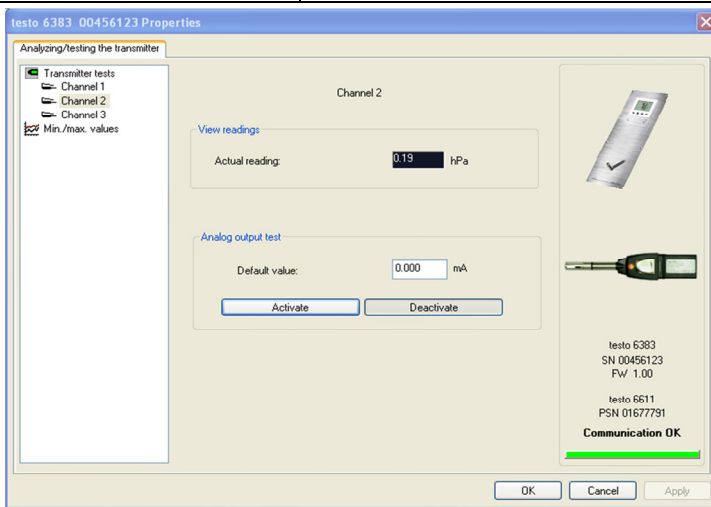 testo 6383 00456123 Properties
Analyzing/testing the transmitter
Transmitter tests
Channel 1
Channel 2
Channel 3
Min./max. values
Channel 2
View readings
Actual reading:
0.19 hPa
Analog output test
Default value:
0.000 mA
Activate
Deactivate
testo 6383
SN 00456123
FW 1.00
testo 6611
PSN 01677791
Communication OK
OK
Cancel
Apply